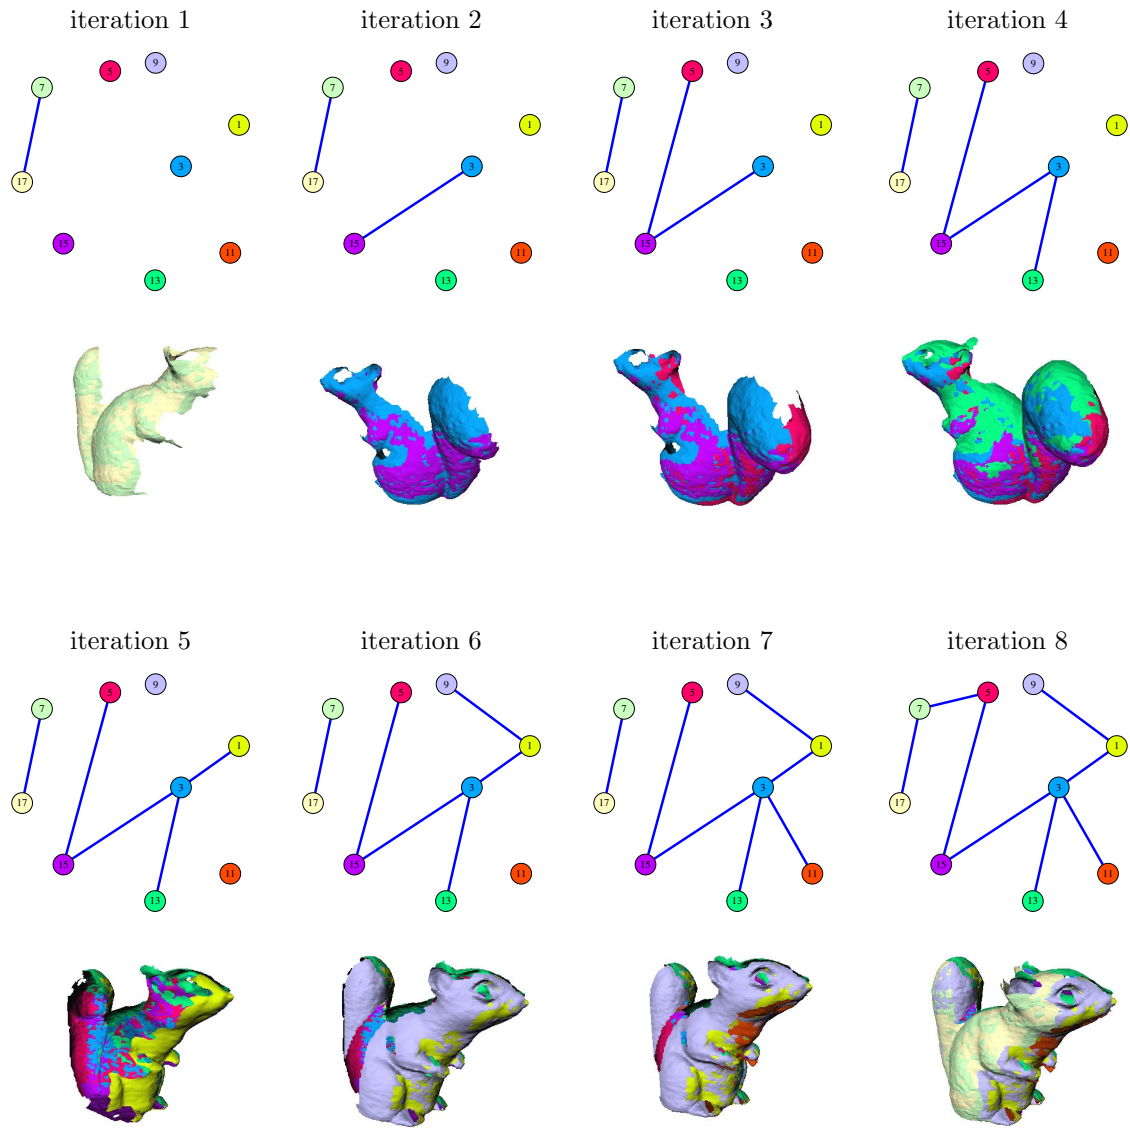 iteration 1 iteration 2 iteration 3 iteration 4
9 9 9 9
5 5 5 5
7 7 7 7
1 1 1 1
3 3 3 3
17 17 17 17
15 15 15 15
11 11 11 11
13 13 13 13
iteration 5 iteration 6 iteration 7 iteration 8
9 9 9 9
5 5 5 5
7 7 7 7
1 1 1 1
3 3 3 3
17 17 17 17
15 15 15 15
11 11 11 11
13 13 13 13